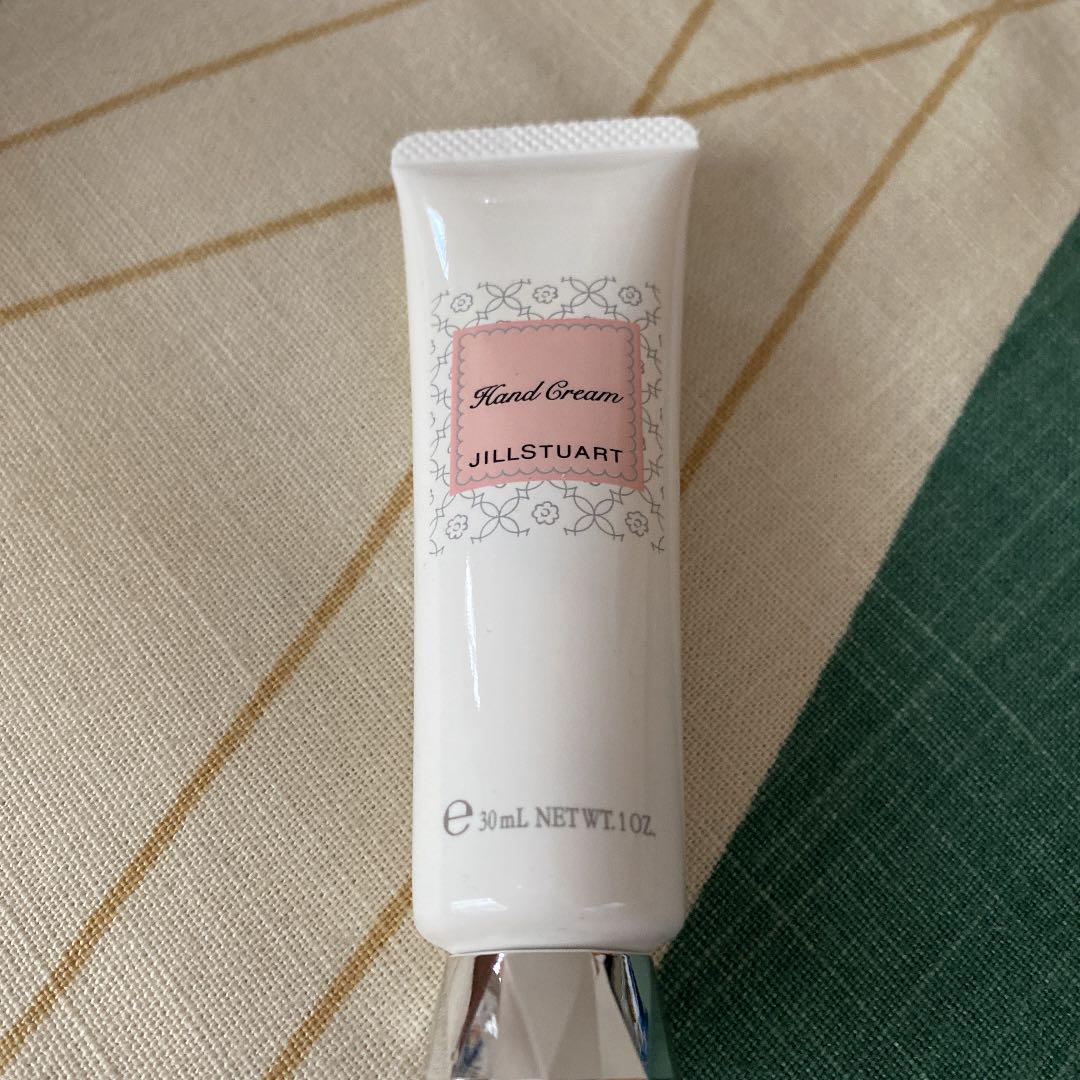 Hand Cream
JILLSTUART
e 30mL NET WT. 1 OZ.